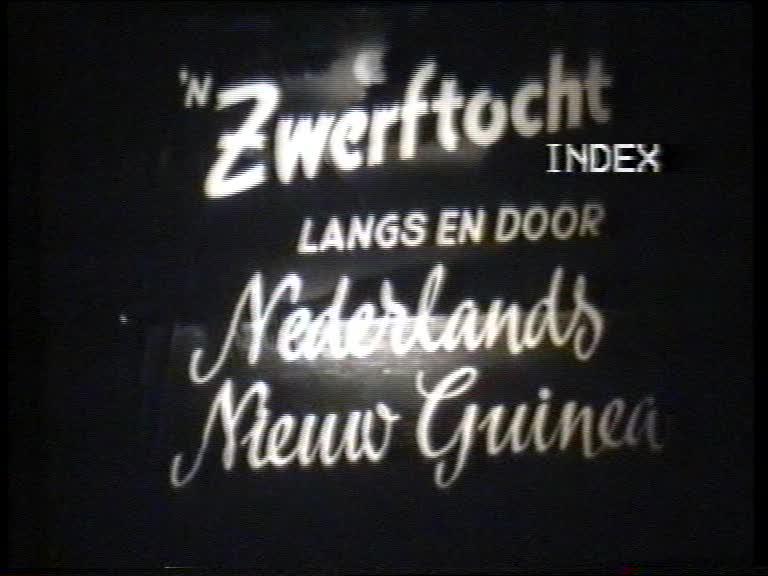 'N Zwerftocht
INDEX
LANGS EN DOOR
Nederlands
Nieuw Guinea